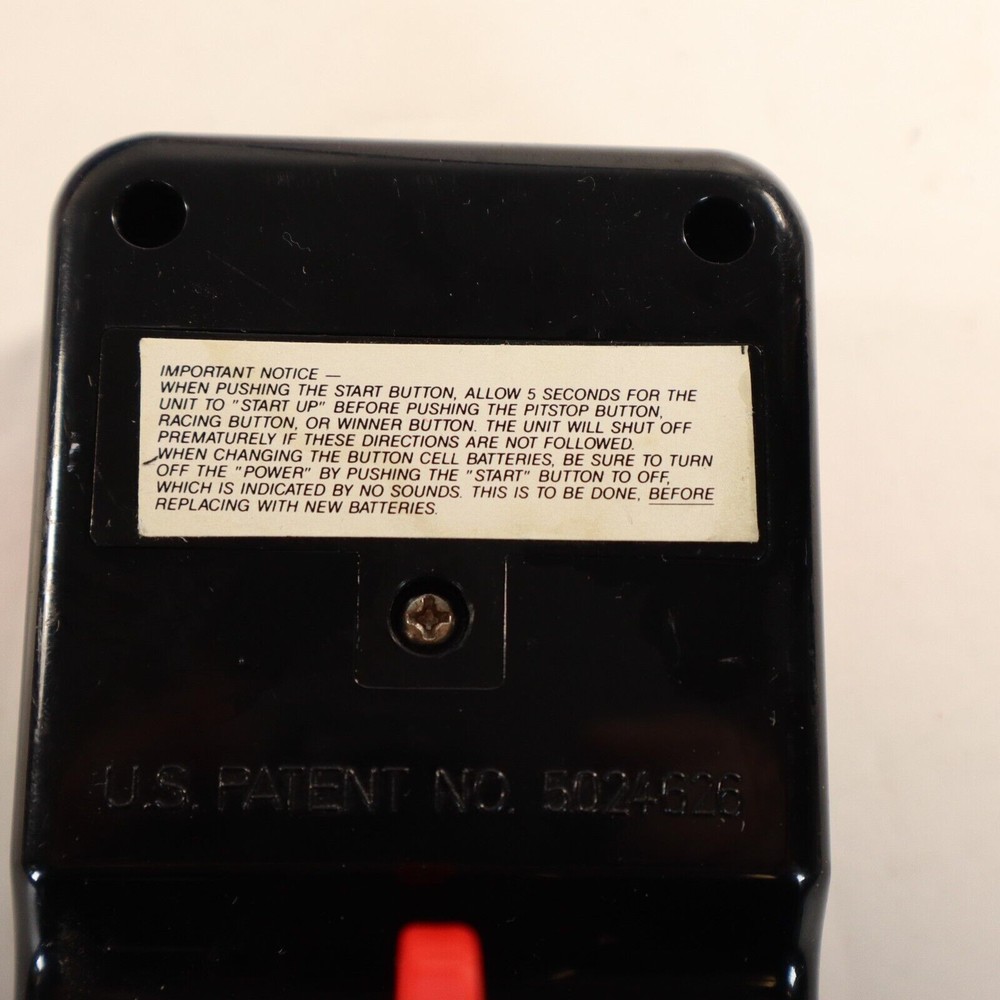 IMPORTANT NOTICE —
WHEN PUSHING THE START BUTTON, ALLOW 5 SECONDS FOR THE
UNIT TO "START UP" BEFORE PUSHING THE PITSTOP BUTTON,
RACING BUTTON, OR WINNER BUTTON. THE UNIT WILL SHUT OFF
PREMATURELY IF THESE DIRECTIONS ARE NOT FOLLOWED.
WHEN CHANGING THE BUTTON CELL BATTERIES, BE SURE TO TURN
OFF THE "POWER" BY PUSHING THE "START" BUTTON TO OFF,
WHICH IS INDICATED BY NO SOUNDS. THIS IS TO BE DONE, BEFORE
REPLACING WITH NEW BATTERIES.
U.S. PATENT NO. 5024626